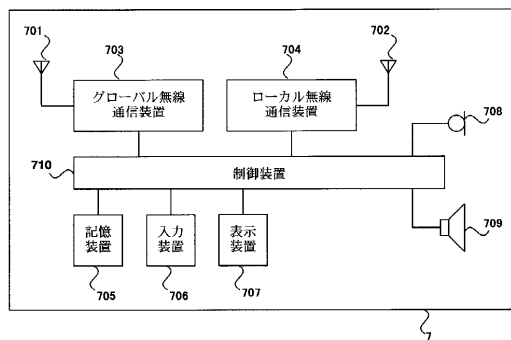 701
702
703
704
グローバル無線
通信装置
ローカル無線
通信装置
708
710
制御装置
記憶
装置
入力
装置
表示
装置
709
705
706
707
7